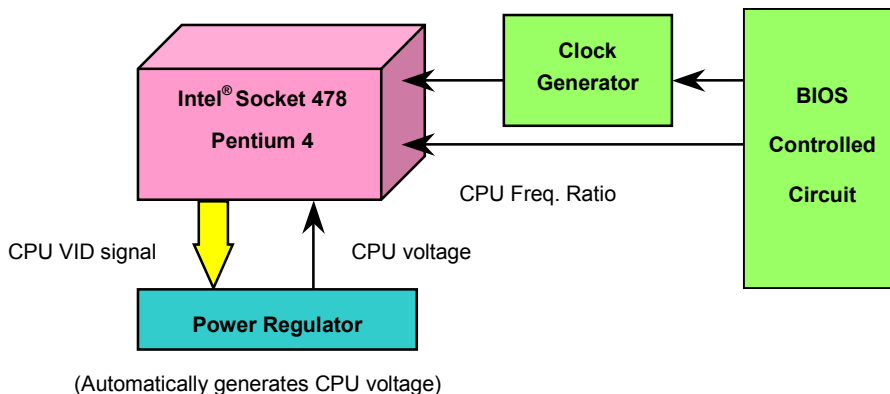 Intel® Socket 478
Pentium 4
Clock
Generator
BIOS
Controlled
Circuit
CPU Freq. Ratio
CPU VID signal
CPU voltage
Power Regulator
(Automatically generates CPU voltage)